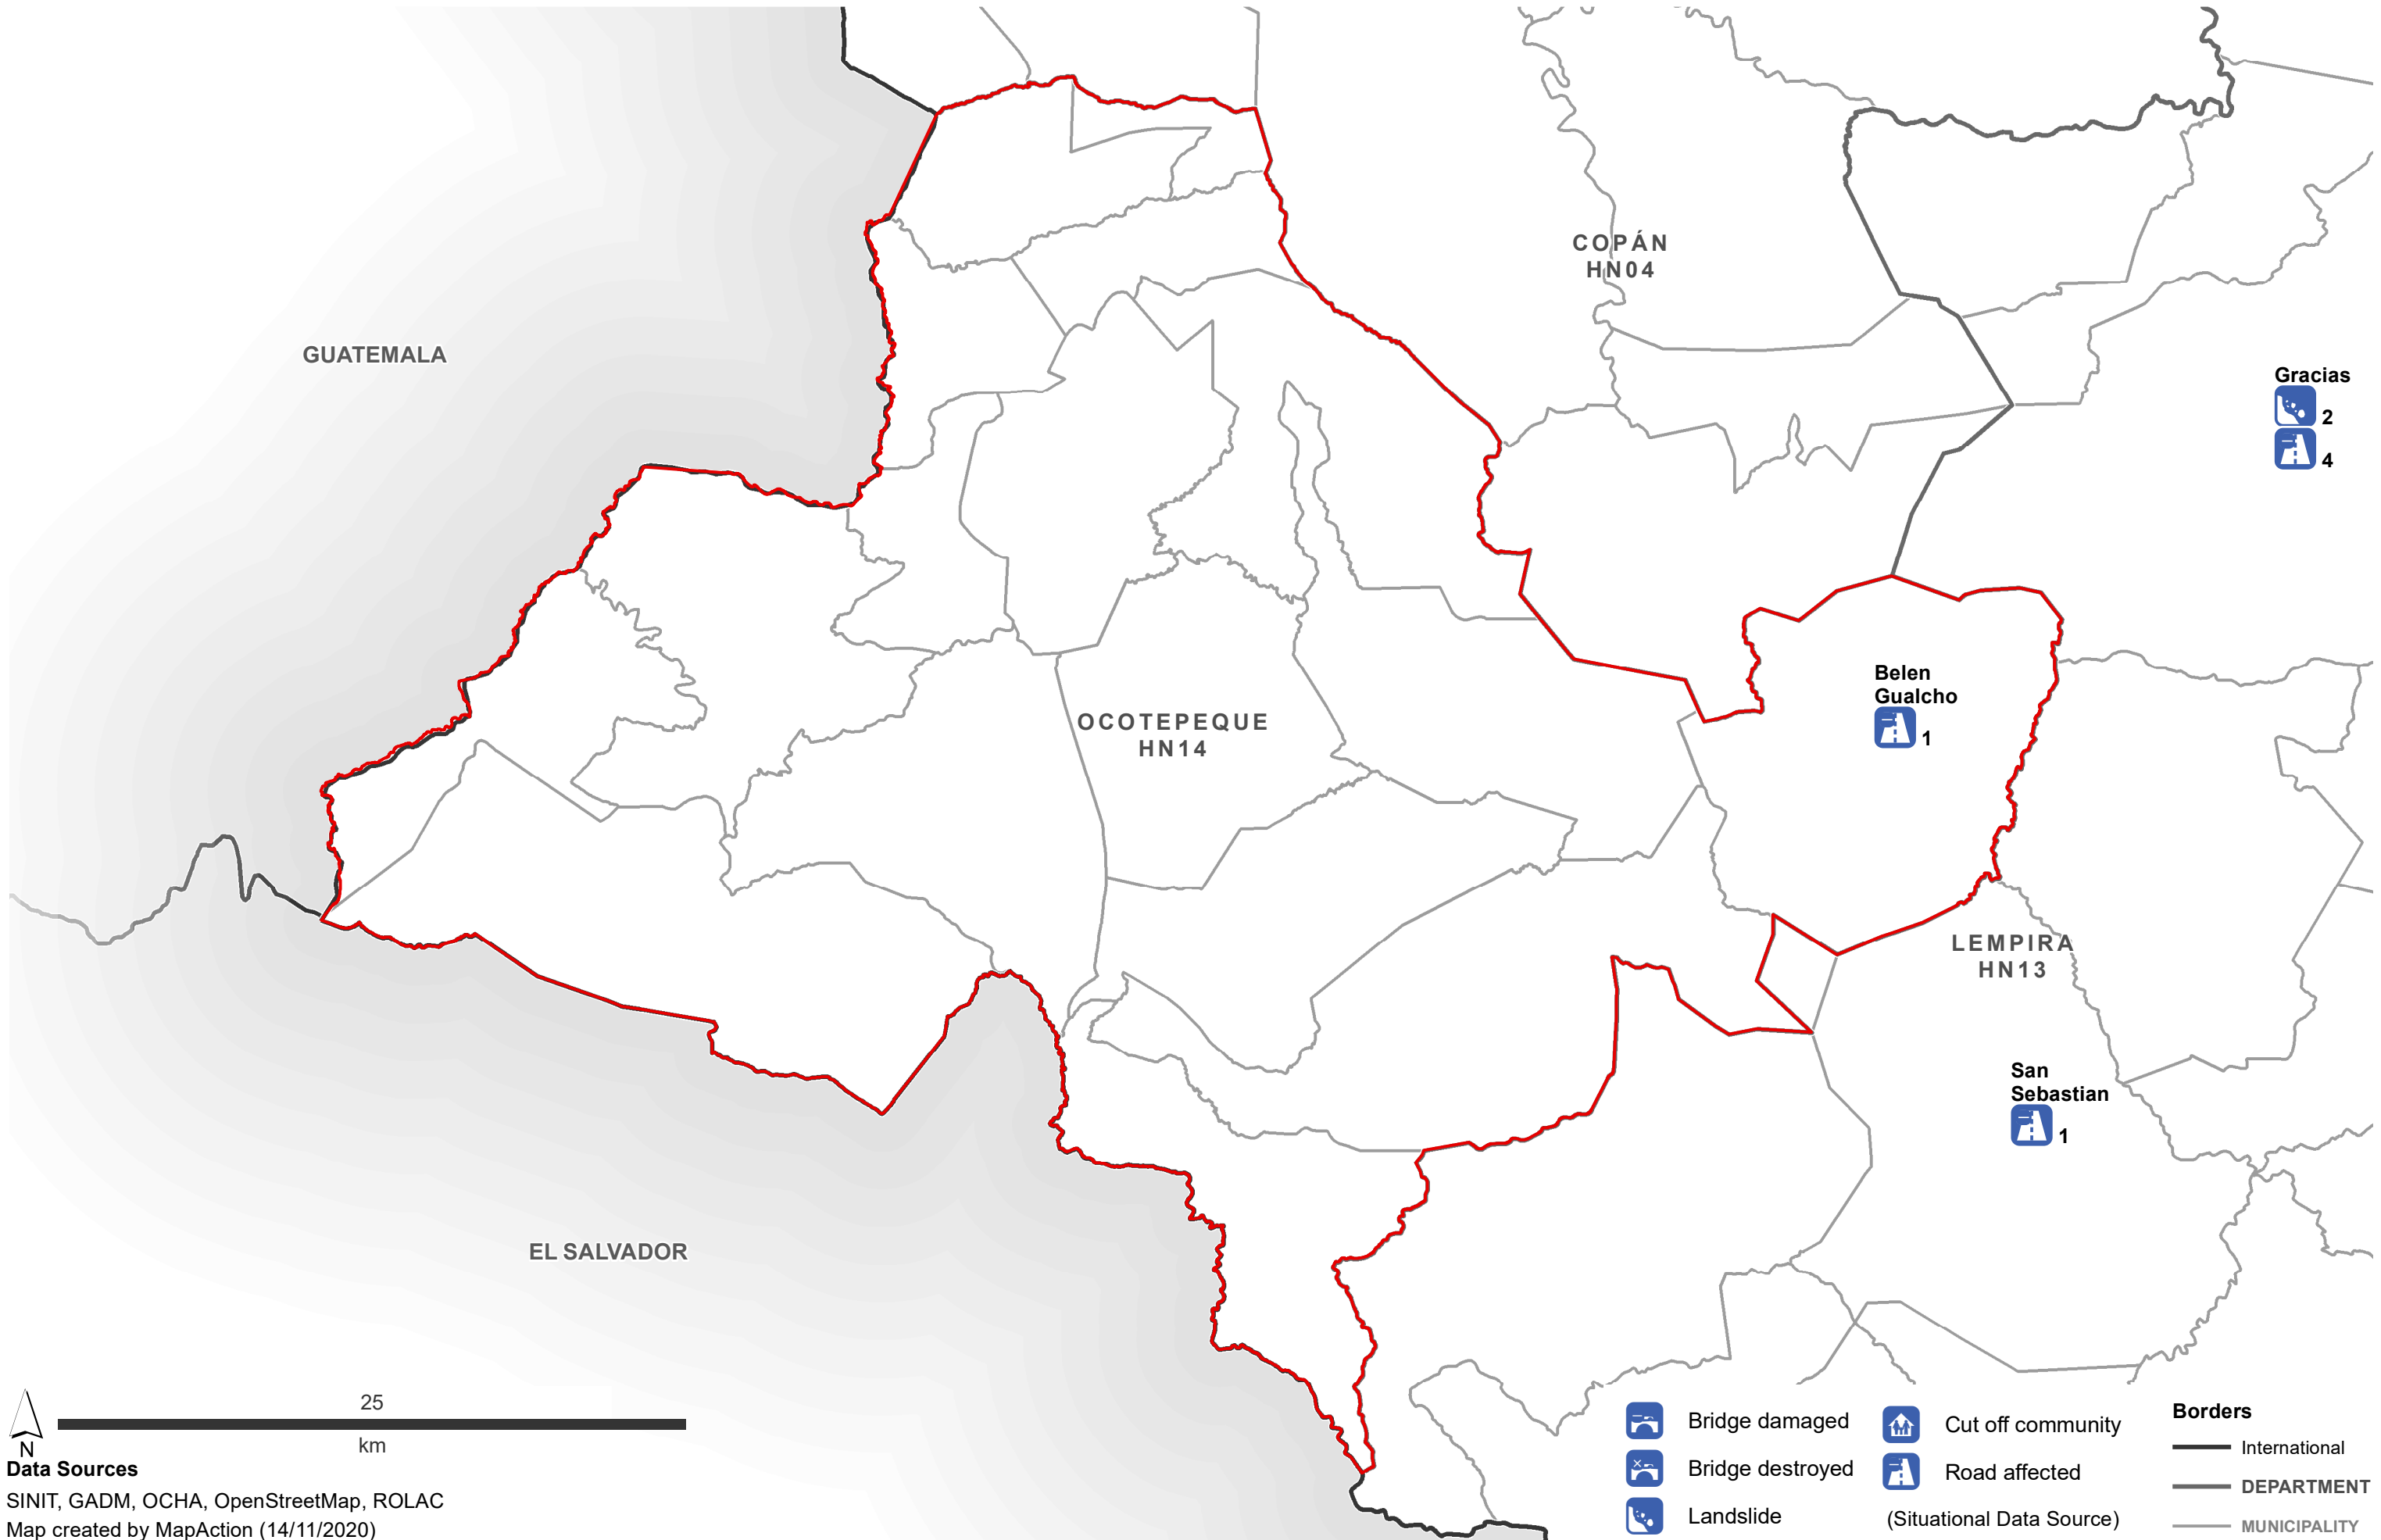 COPÁN
HN04
GUATEMALA
Gracias
2
4
Belen
Gualcho
1
OCOTEPEQUE
HN14
LEMPIRA
HN13
San
Sebastian
1
EL SALVADOR
25
km
N
Data Sources
SINIT, GADM, OCHA, OpenStreetMap, ROLAC
Map created by MapAction (14/11/2020)
Bridge damaged
Bridge destroyed
Landslide
Cut off community
Road affected
(Situational Data Source)
Borders
International
DEPARTMENT
MUNICIPALITY